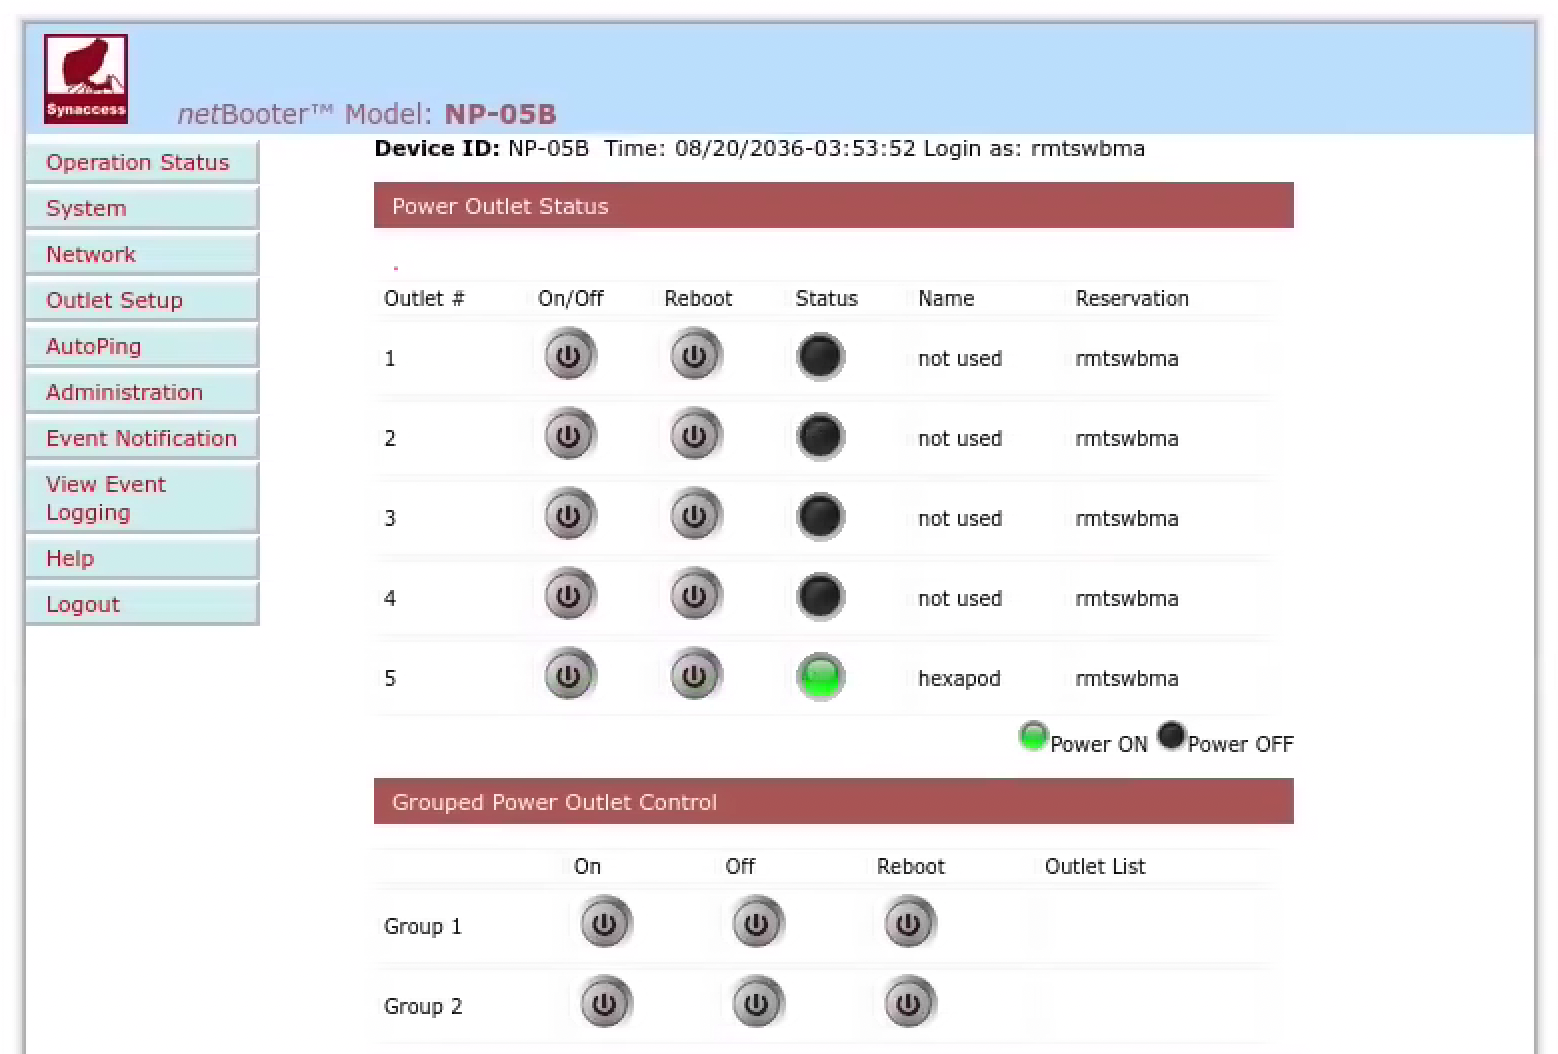 Synaccess
netBooter™ Model: NP-05B
Device ID: NP-05B Time: 08/20/2036-03:53:52 Login as: rmtswbma
Operation Status
System
Network
Outlet Setup
AutoPing
Administration
Event Notification
View Event
Logging
Help
Logout
Power Outlet Status
.
Outlet # On/Off Reboot Status Name Reservation
1 not used rmtswbma
2 not used rmtswbma
3 not used rmtswbma
4 not used rmtswbma
5 hexapod rmtswbma
Power ON Power OFF
Grouped Power Outlet Control
On Off Reboot Outlet List
Group 1
Group 2